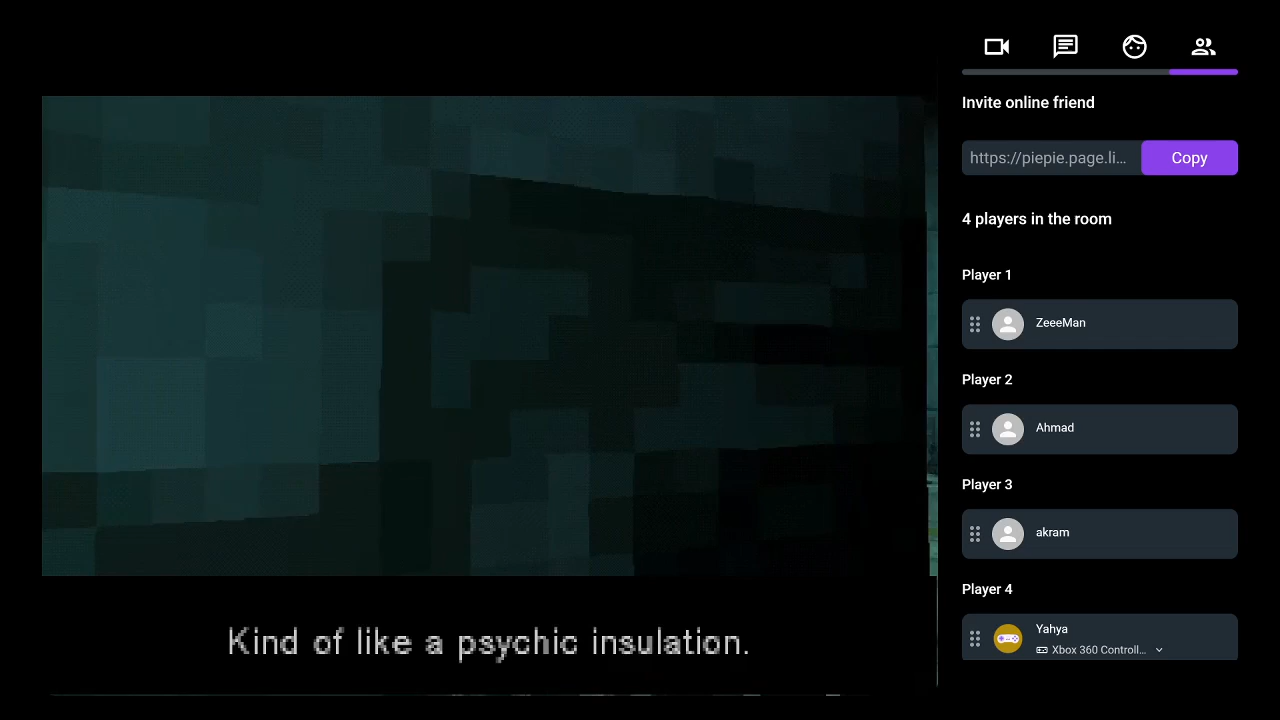 Invite online friend
https://piepie.page.li...
Copy
4 players in the room
Player 1
ZeeeMan
Player 2
Ahmad
Player 3
akram
Player 4
Yahya
Xbox 360 Controll...
Kind of like a psychic insulation.